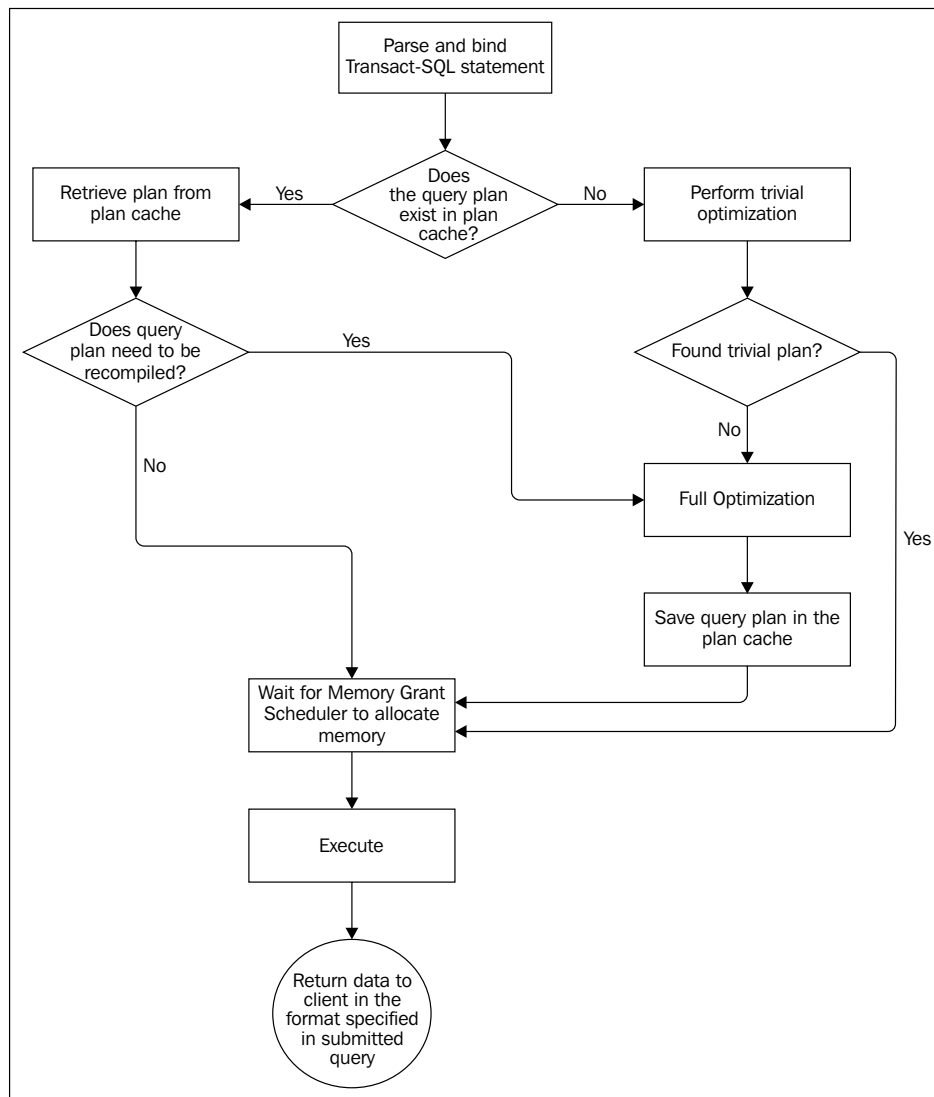 Parse and bind
Transact-SQL statement
Does
the query plan
exist in plan
cache?
Yes
No
Retrieve plan from
plan cache
Perform trivial
optimization
Does query
plan need to be
recompiled?
Yes
Found trivial plan?
No
No
Full Optimization
Yes
Save query plan in the
plan cache
Wait for Memory Grant
Scheduler to allocate
memory
Execute
Return data to
client in the
format specified
in submitted
query